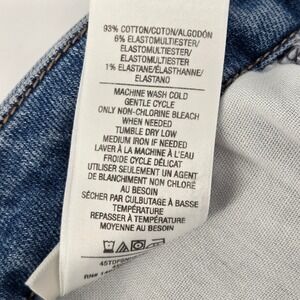 93% COTTON/COTON/ALGODÓN
6% ELASTOMULTIESTER/
ELASTOMULTIESTER/
ELASTOMULTIESTER
1% ELASTANE/ÉLASTHANNE/
ELASTANO
MACHINE WASH COLD
GENTLE CYCLE
ONLY NON-CHLORINE BLEACH
WHEN NEEDED
TUMBLE DRY LOW
MEDIUM IRON IF NEEDED
LAVER À LA MACHINE À L'EAU
FROIDE CYCLE DÉLICAT
UTILISER SEULEMENT UN AGENT
DE BLANCHIMENT NON CHLORÉ
AU BESOIN
SÉCHER PAR CULBUTAGE À BASSE
TEMPÉRATURE
REPASSER À TEMPÉRATURE
MOYENNE AU BESOIN
RN#